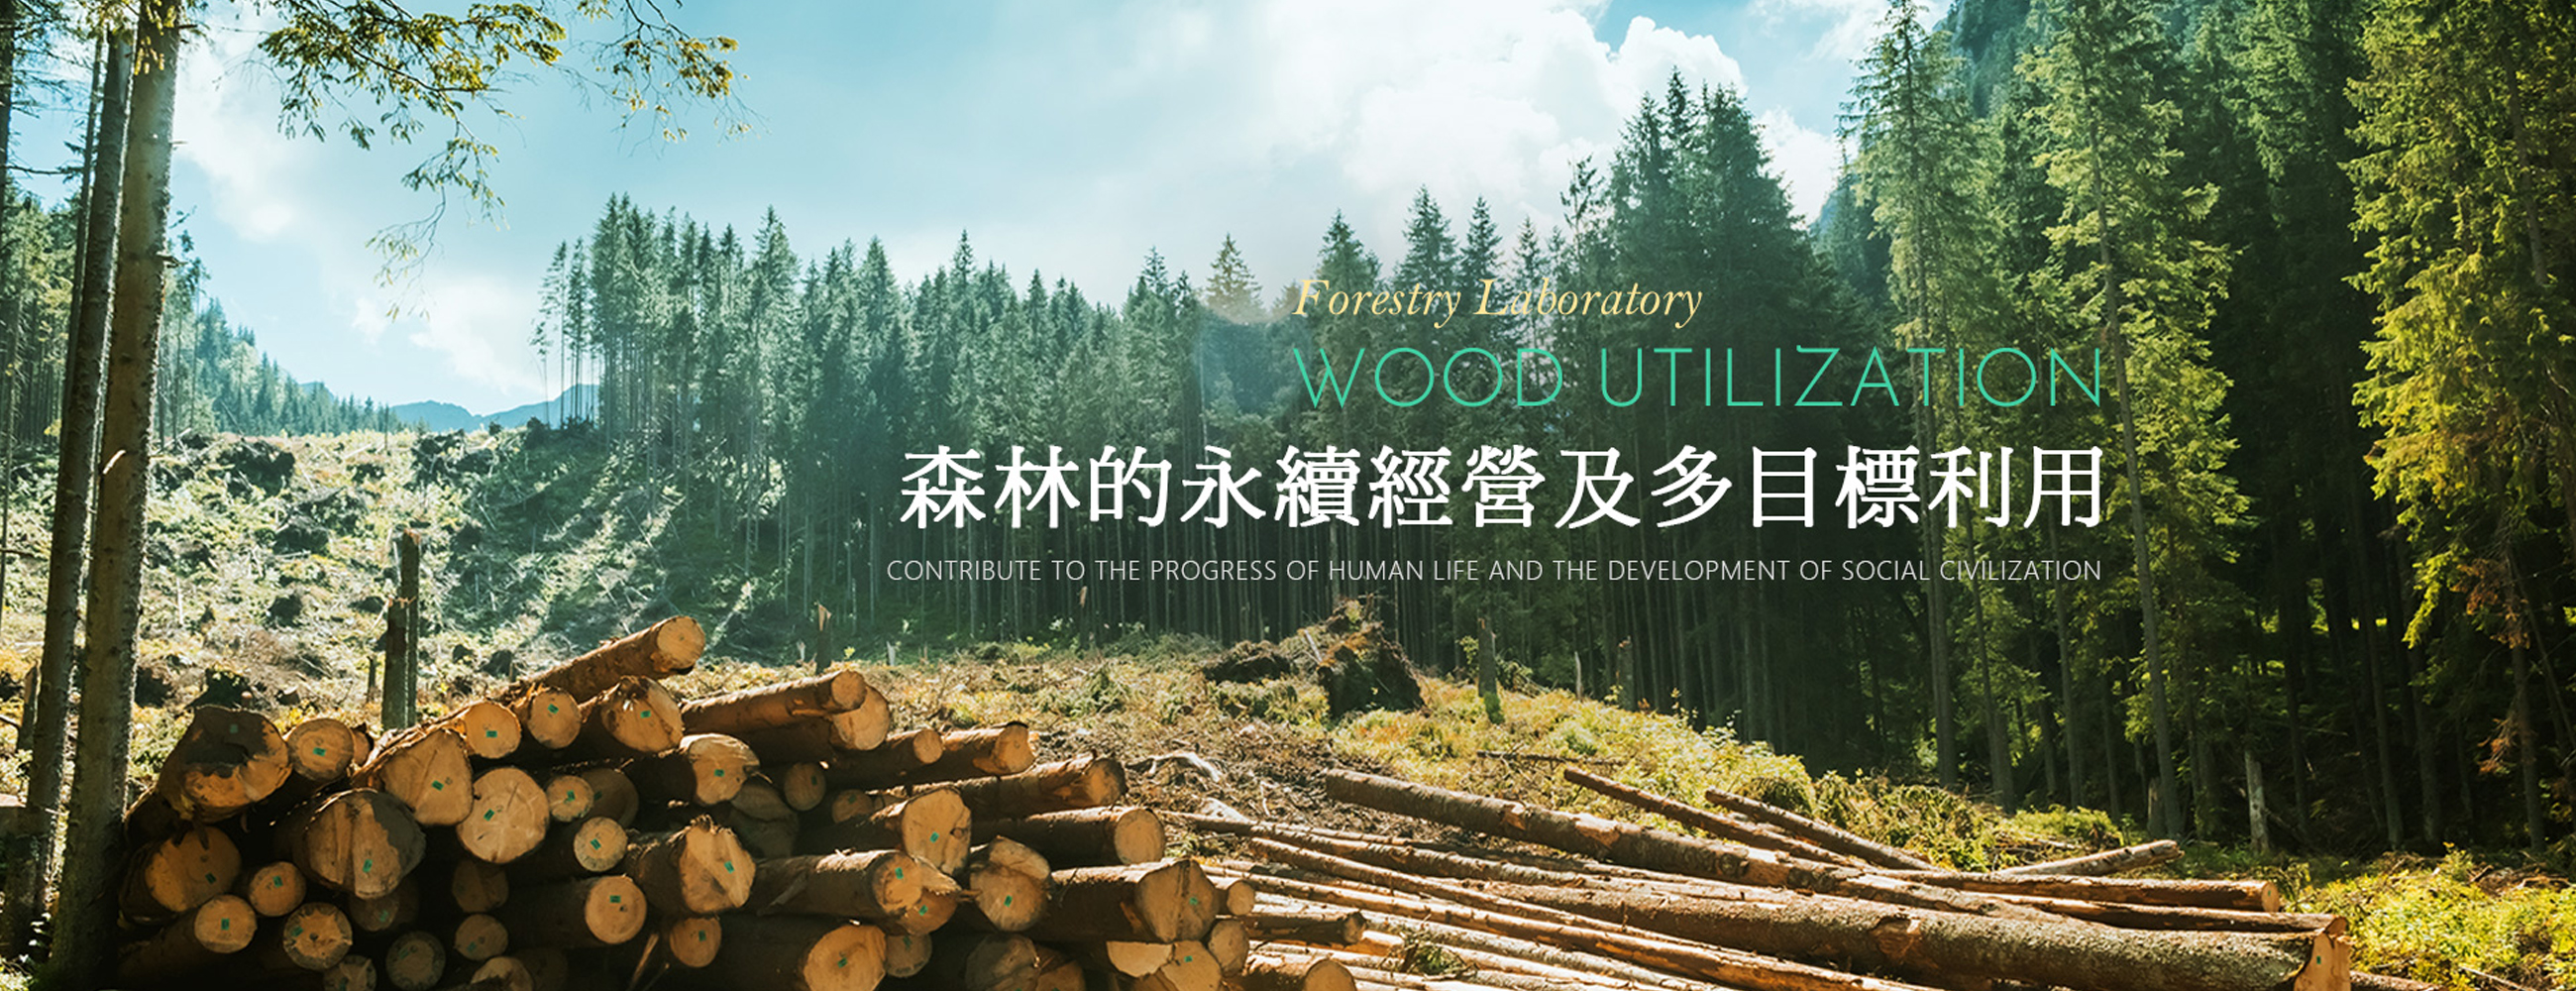 Forestry Laboratory
WOOD UTILIZATION
森林的永續經營及多目標利用
CONTRIBUTE TO THE PROGRESS OF HUMAN LIFE AND THE DEVELOPMENT OF SOCIAL CIVILIZATION